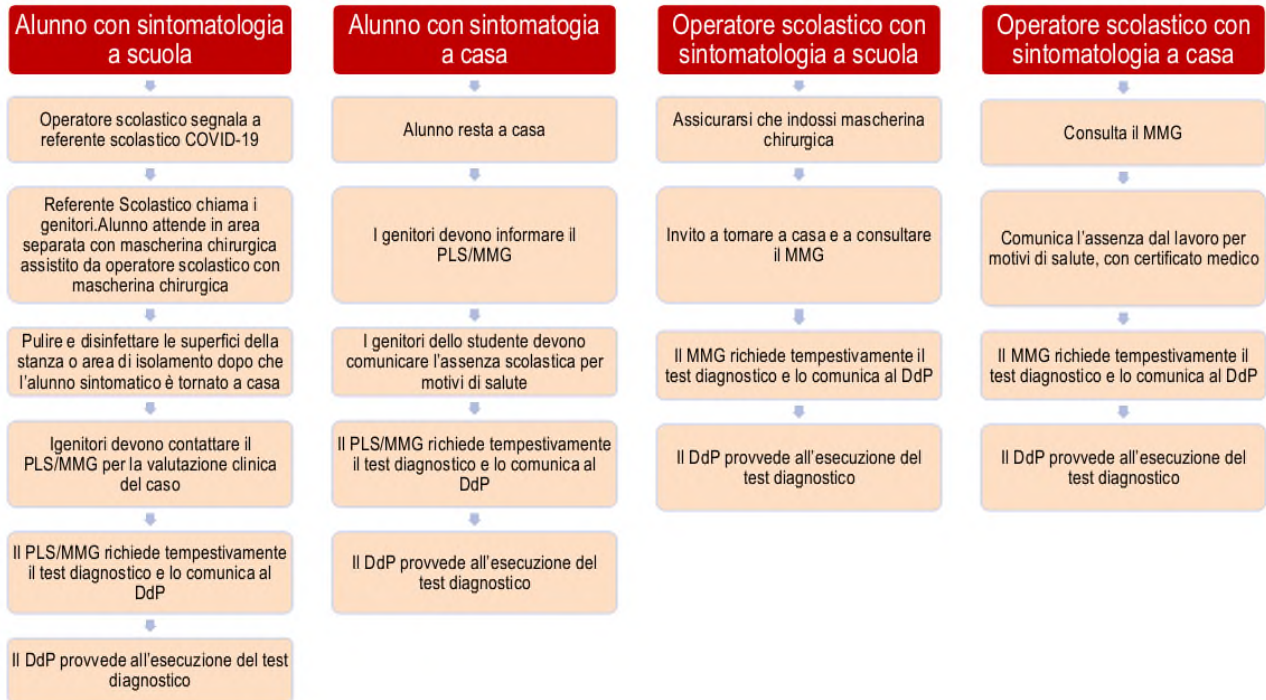 Alunno con sintomatologia
a scuola
Operatore scolastico segnala a
referente scolastico COVID-19
Referente Scolastico chiama i
genitori.Alunno attende in area
separata con mascherina chirurgica
assistito da operatore scolastico con
mascherina chirurgica
Pulire e disinfettare le superfici della
stanza o area di isolamento dopo che
l'alunno sintomatico è tornato a casa
Igenitori devono contattare il
PLS/MMG per la valutazione clinica
del caso
Il PLS/MMG richiede tempestivamente
il test diagnostico e lo comunica al
DdP
Il DdP provvede all'esecuzione del test
diagnostico
Alunno con sintomatogia
a casa
Alunno resta a casa
I genitori devono informare il
PLS/MMG
I genitori dello studente devono
comunicare l'assenza scolastica per
motivi di salute
Il PLS/MMG richiede tempestivamente
il test diagnostico e lo comunica al
DdP
Il DdP provvede all'esecuzione del
test diagnostico
Operatore scolastico con
sintomatologia a scuola
Assicurarsi che indossi mascherina
chirurgica
Invito a tornare a casa e a consultare
il MMG
Il MMG richiede tempestivamente il
test diagnostico e lo comunica al DdP
Il DdP provvede all'esecuzione del
test diagnostico
Operatore scolastico con
sintomatologia a casa
Consulta il MMG
Comunica l'assenza dal lavoro per
motivi di salute, con certificato medico
Il MMG richiede tempestivamente il
test diagnostico e lo comunica al DdP
Il DdP provvede all'esecuzione del
test diagnostico